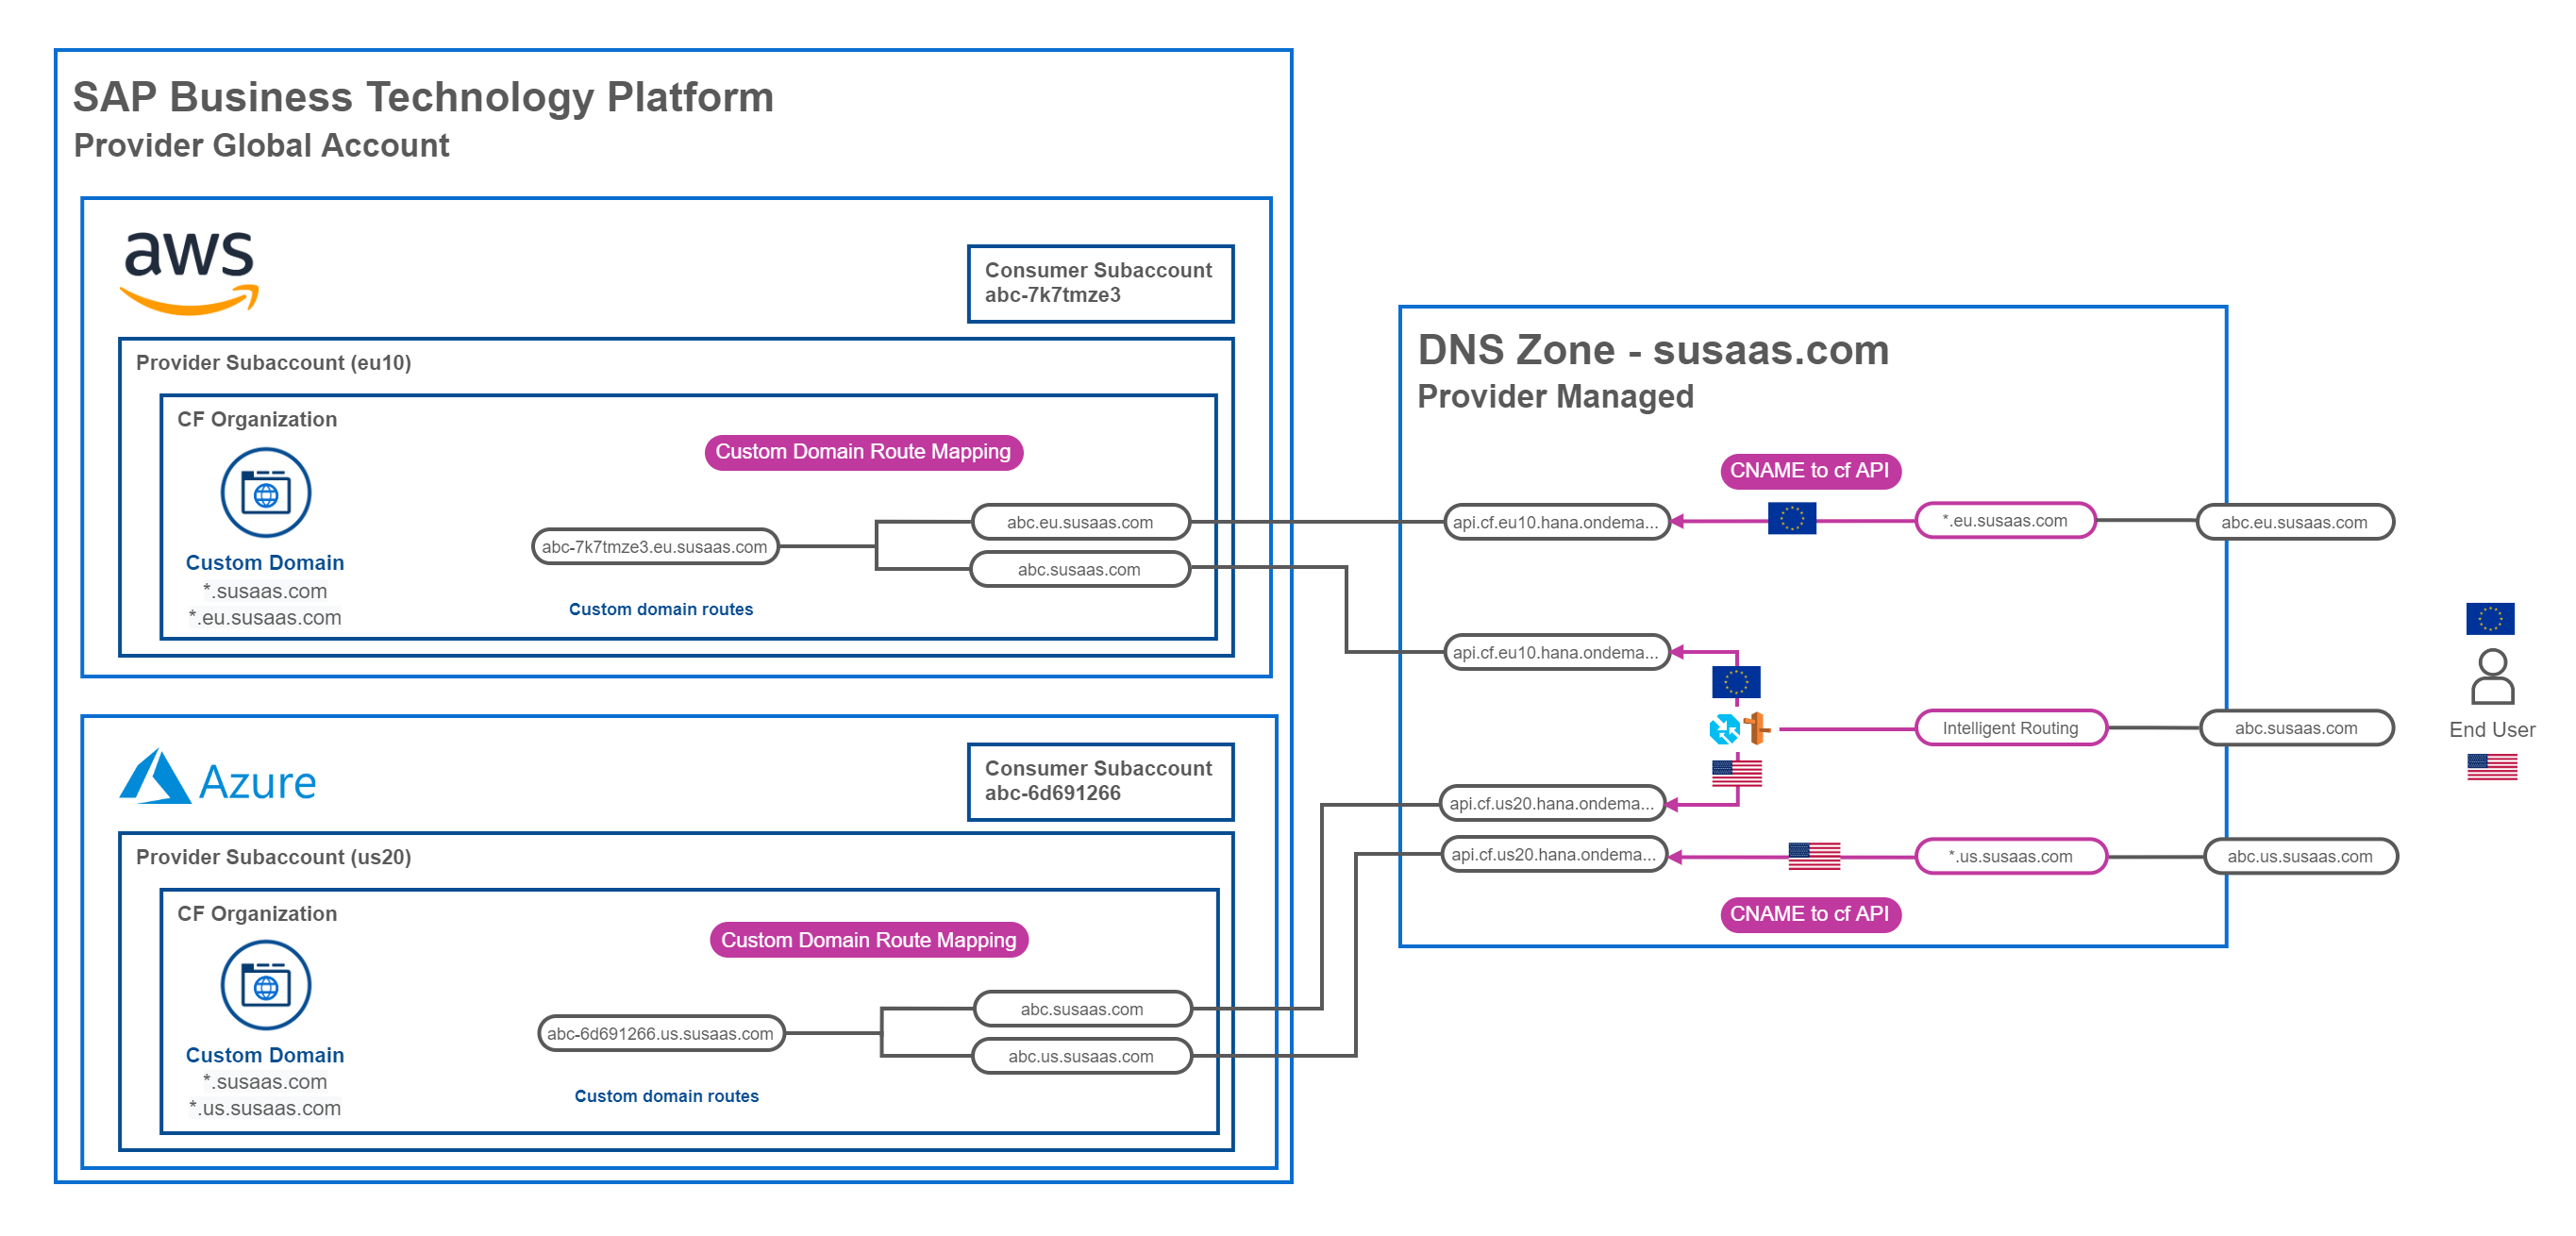 SAP Business Technology Platform
Provider Global Account
aws
Consumer Subaccount
abc-7k7tmze3
Provider Subaccount (eu10)
CF Organization
Custom Domain Route Mapping
Custom Domain
*.susaas.com
*.eu.susaas.com
abc-7k7tmze3.eu.susaas.com
abc.eu.susaas.com
abc.susaas.com
Custom domain routes
Azure
Consumer Subaccount
abc-6d691266
Provider Subaccount (us20)
CF Organization
Custom Domain Route Mapping
Custom Domain
*.susaas.com
*.us.susaas.com
abc-6d691266.us.susaas.com
abc.susaas.com
abc.us.susaas.com
Custom domain routes
DNS Zone - susaas.com
Provider Managed
CNAME to cf API
api.cf.eu10.hana.ondema...
*.eu.susaas.com
abc.eu.susaas.com
api.cf.eu10.hana.ondema...
Intelligent Routing
abc.susaas.com
api.cf.us20.hana.ondema...
api.cf.us20.hana.ondema...
*.us.susaas.com
abc.us.susaas.com
CNAME to cf API
End User